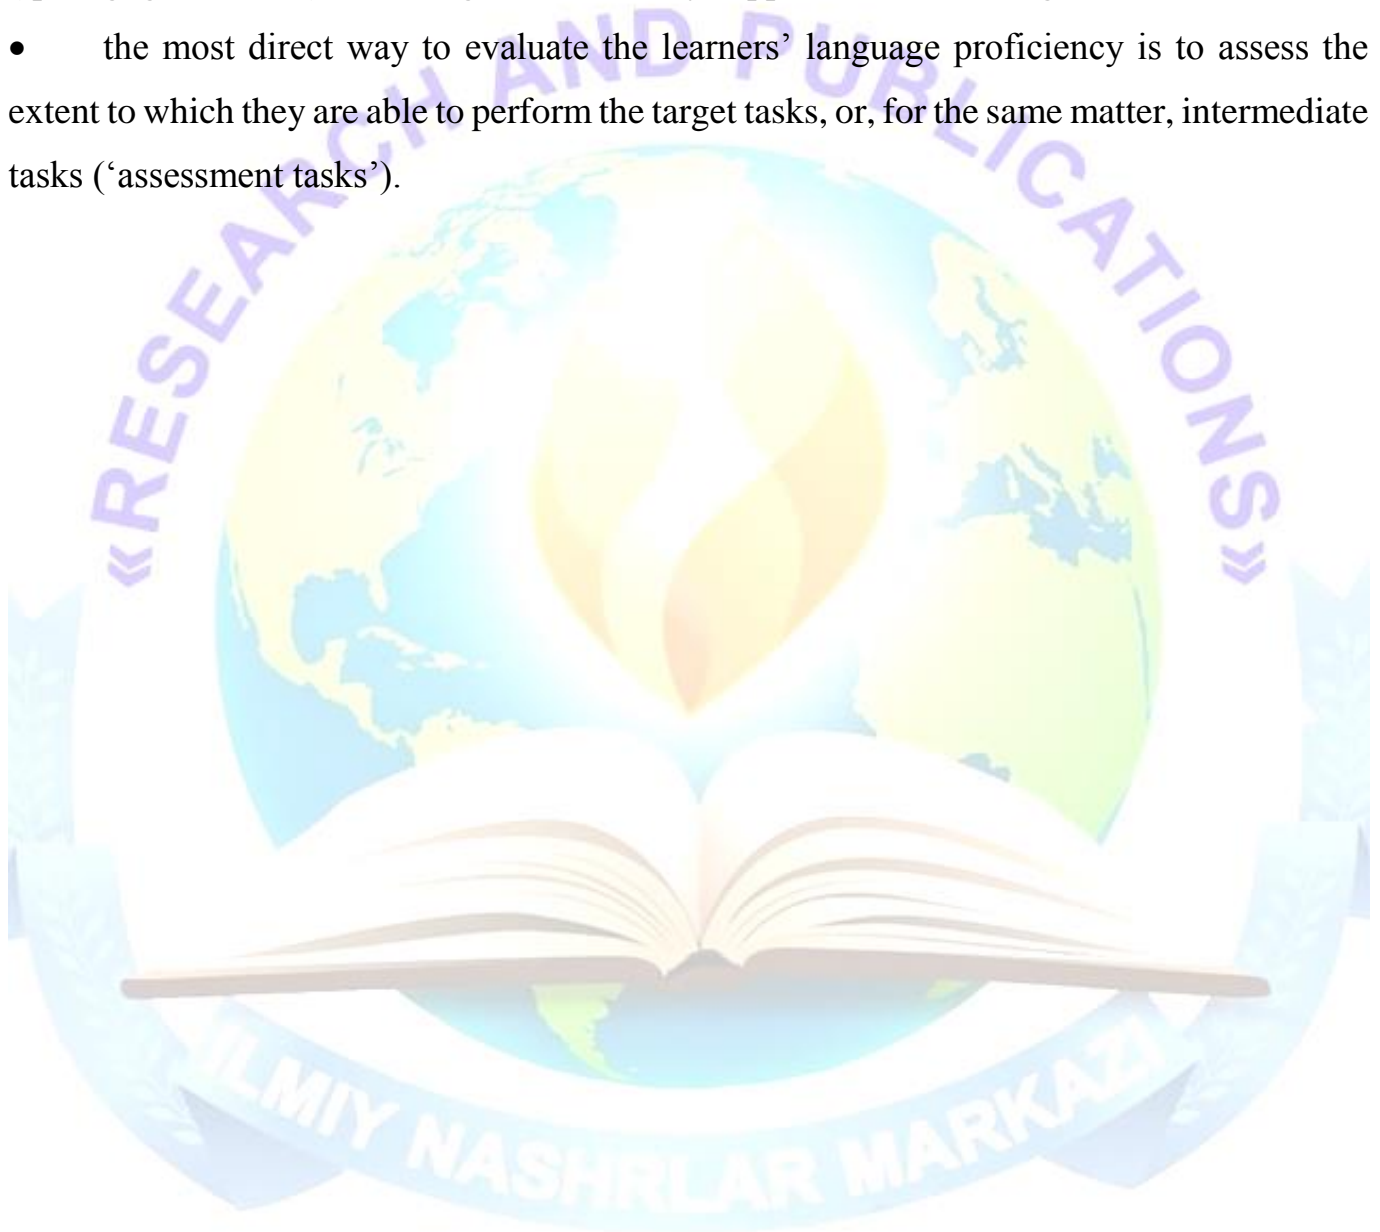 • the most direct way to evaluate the learners’ language proficiency is to assess the
extent to which they are able to perform the target tasks, or, for the same matter, intermediate
tasks (‘assessment tasks’).
«RESEARCH AND PUBLICATIONS»
ILMIY NASHRLAR MARKAZI